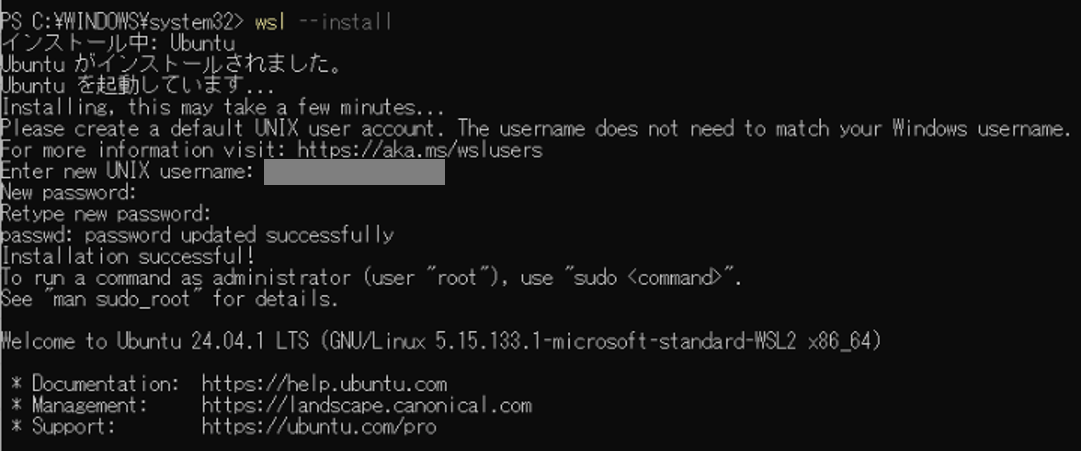 PS C:¥WINDOWS¥system32> wsl --install
インストール中: Ubuntu
Ubuntu がインストールされました。
Ubuntu を起動しています...
Installing, this may take a few minutes...
Please create a default UNIX user account. The username does not need to match your Windows username.
For more information visit: https://aka.ms/wslusers
Enter new UNIX username:
New password:
Retype new password:
passwd: password updated successfully
Installation successful!
To run a command as administrator (user "root"), use "sudo <command>".
See "man sudo_root" for details.
Welcome to Ubuntu 24.04.1 LTS (GNU/Linux 5.15.133.1-microsoft-standard-WSL2 x86_64)
* Documentation: https://help.ubuntu.com
* Management: https://landscape.canonical.com
* Support: https://ubuntu.com/pro